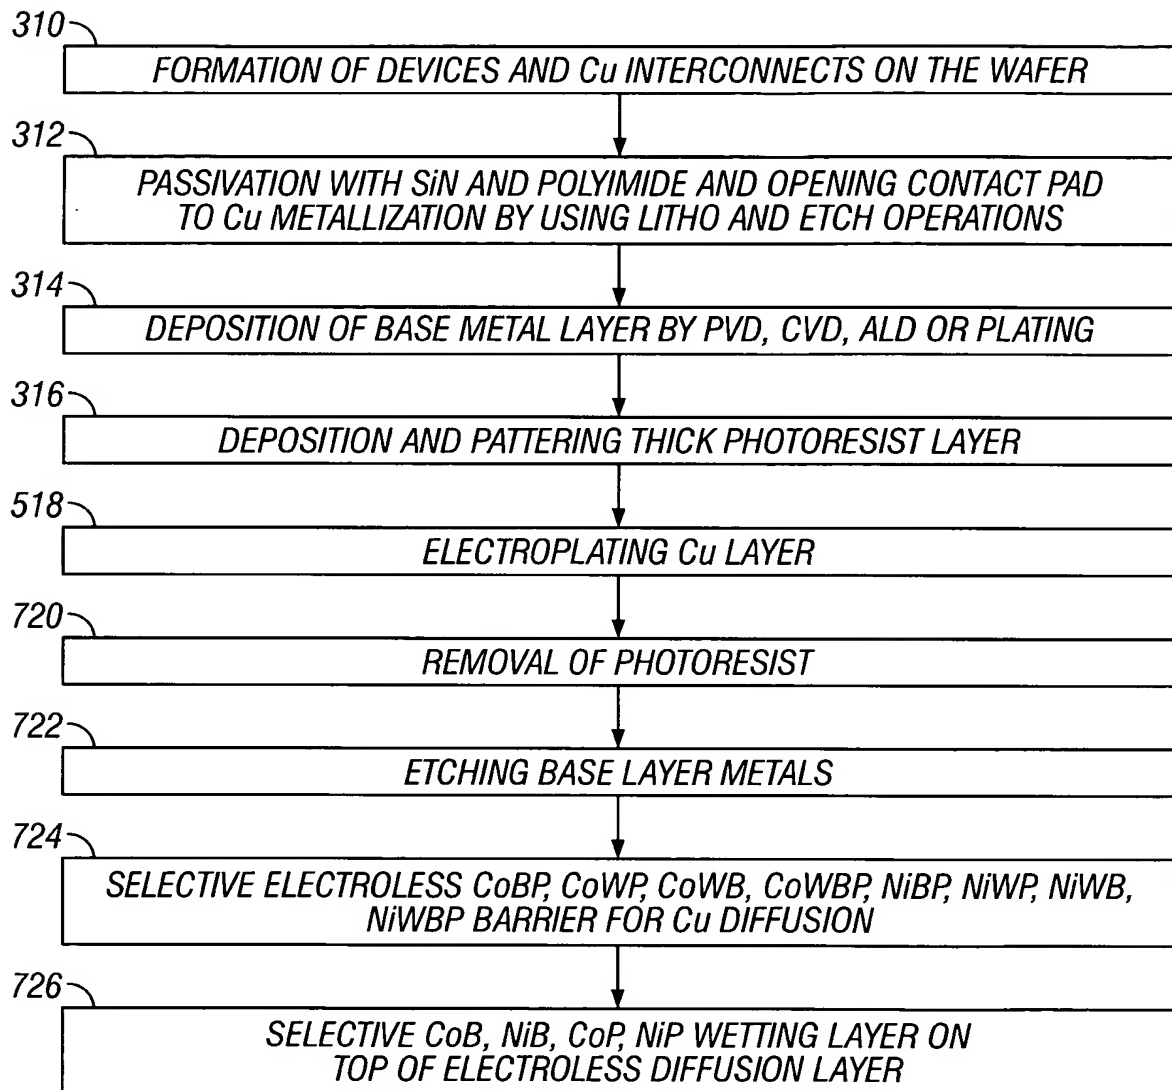 310
FORMATION OF DEVICES AND Cu INTERCONNECTS ON THE WAFER
312
PASSIVATION WITH SiN AND POLYIMIDE AND OPENING CONTACT PAD
TO Cu METALLIZATION BY USING LITHO AND ETCH OPERATIONS
314
DEPOSITION OF BASE METAL LAYER BY PVD, CVD, ALD OR PLATING
316
DEPOSITION AND PATTERING THICK PHOTORESIST LAYER
518
ELECTROPLATING Cu LAYER
720
REMOVAL OF PHOTORESIST
722
ETCHING BASE LAYER METALS
724
SELECTIVE ELECTROLESS CoBP, CoWP, CoWB, CoWBP, NiBP, NiWP, NiWB,
NiWBP BARRIER FOR Cu DIFFUSION
726
SELECTIVE CoB, NiB, CoP, NiP WETTING LAYER ON
TOP OF ELECTROLESS DIFFUSION LAYER